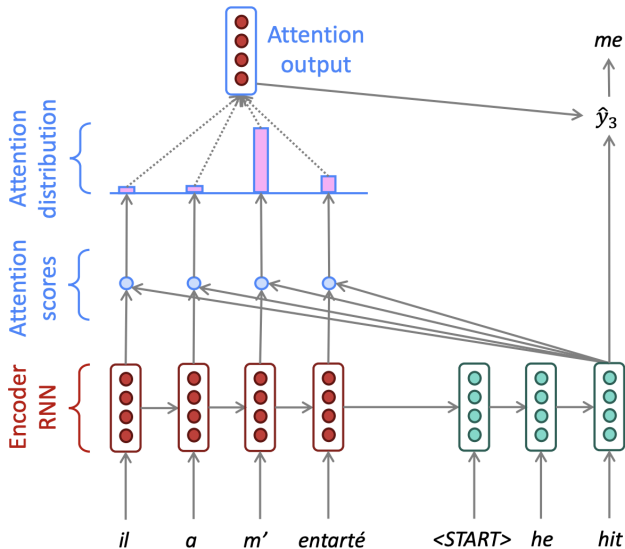 Attention
output
me
ŷ₃
Attention
distribution
Attention
scores
Encoder
RNN
il a m’ entarté <START> he hit